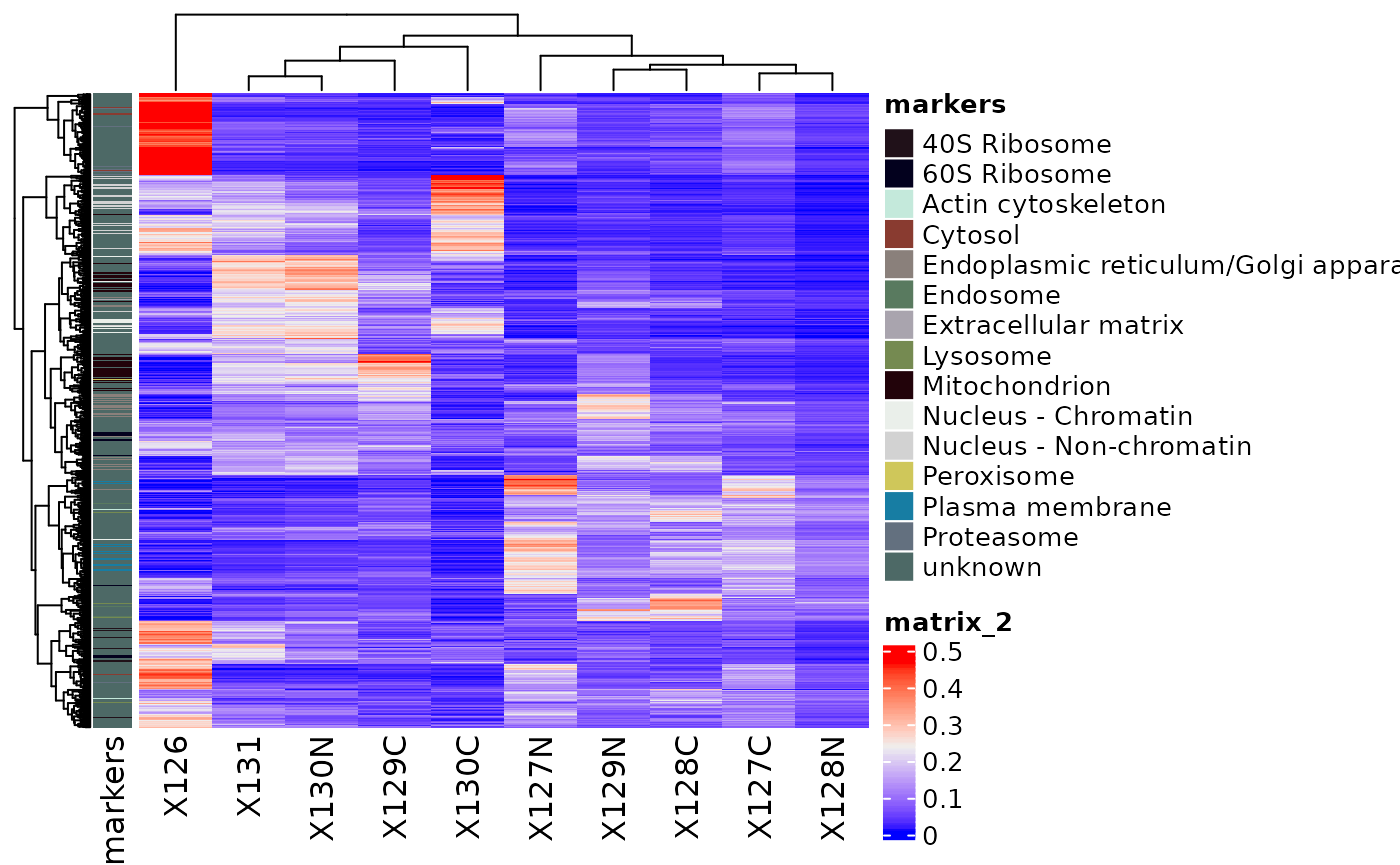 markers
40S Ribosome
60S Ribosome
Actin cytoskeleton
Cytosol
Endoplasmic reticulum/Golgi appara
Endosome
Extracellular matrix
Lysosome
Mitochondrion
Nucleus - Chromatin
Nucleus - Non-chromatin
Peroxisome
Plasma membrane
Proteasome
unknown
matrix_2
0.5
0.4
0.3
0.2
0.1
0
markers
X126
X131
X130N
X129C
X130C
X127N
X129N
X128C
X127C
X128N